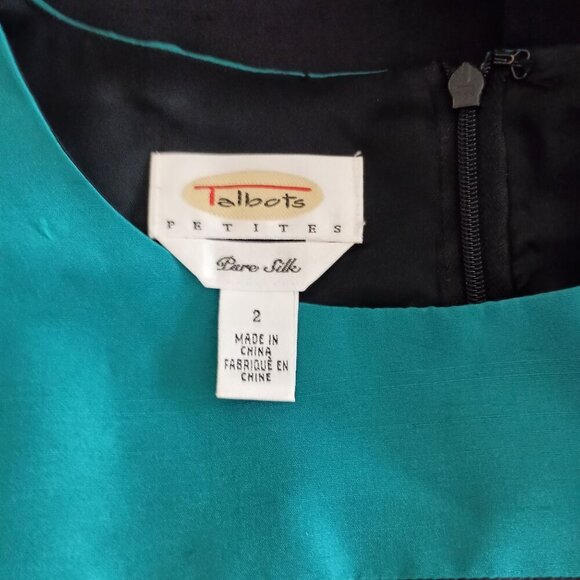 Talbots
PETITES
Pure Silk
2
MADE IN
CHINA
FABRIQUÉ EN
CHINE